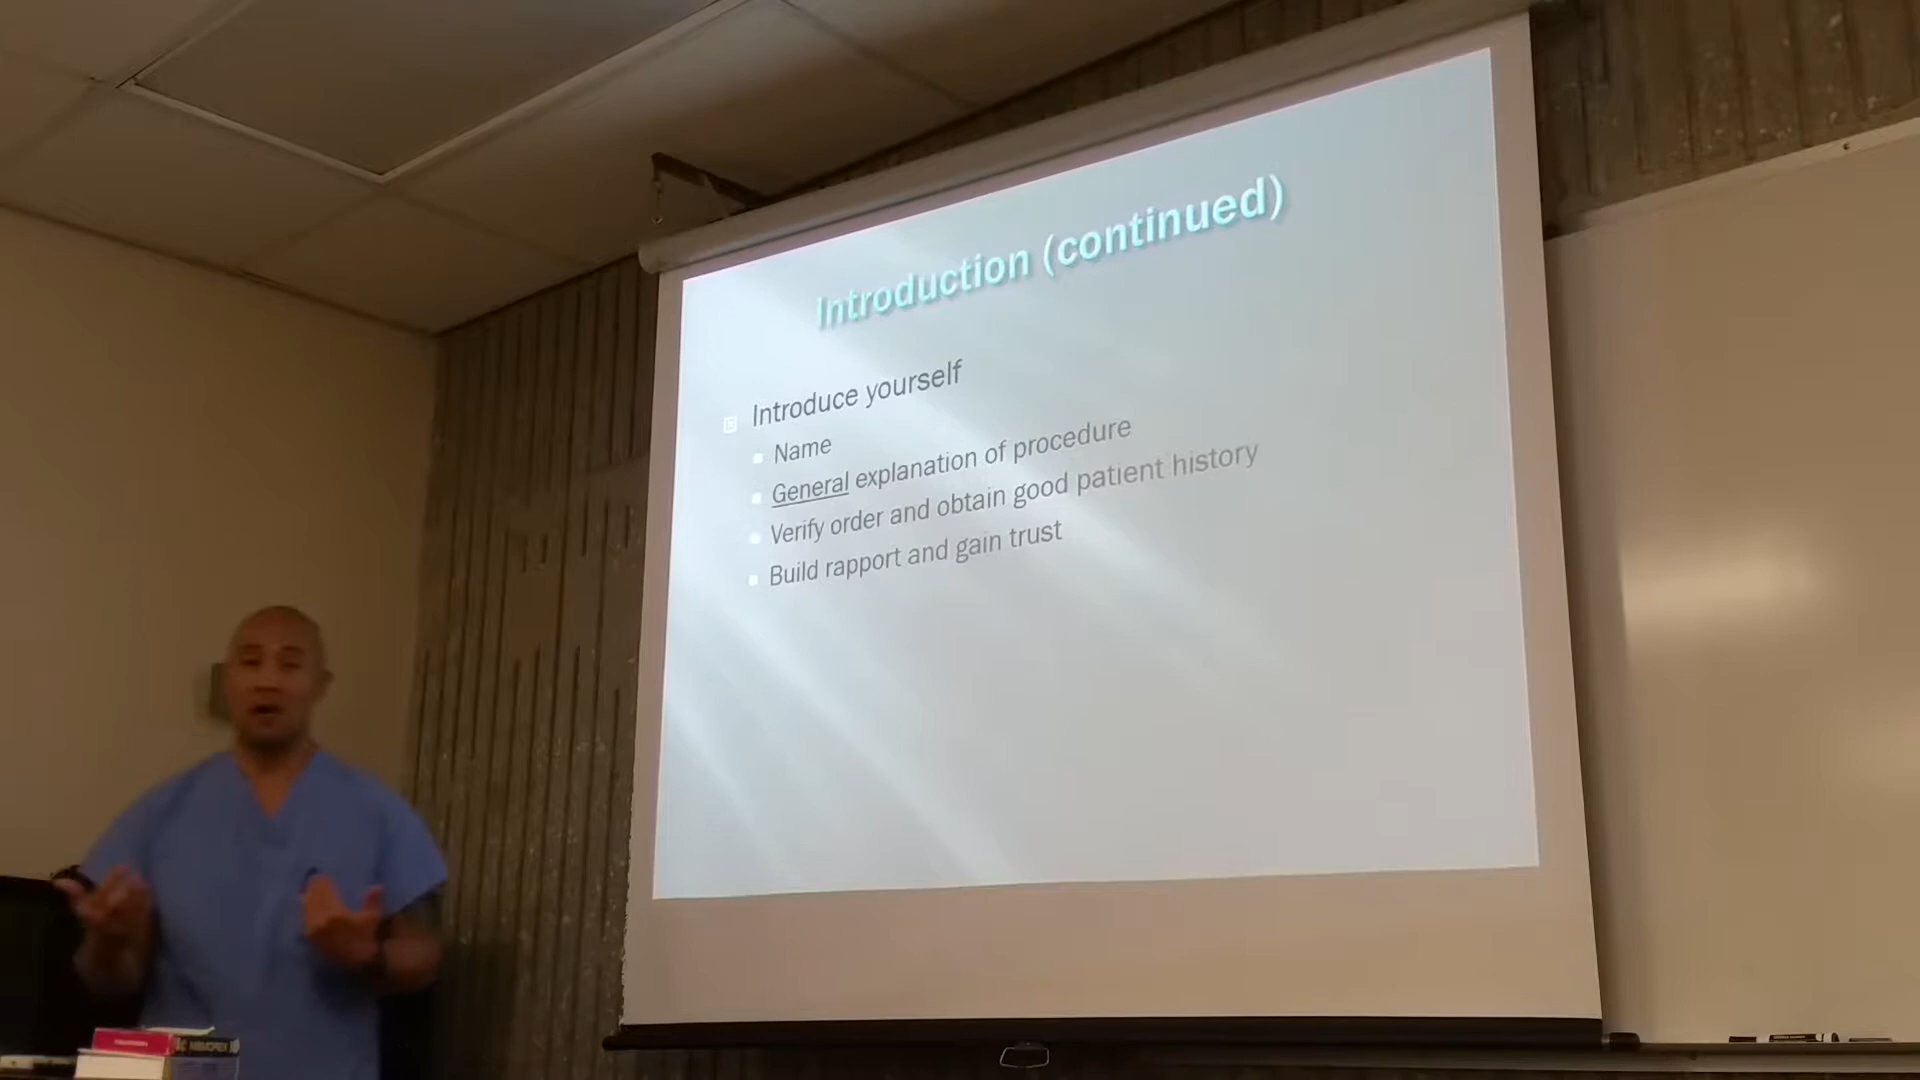 Introduction (continued)
Introduce yourself
Name
General explanation of procedure
Verify order and obtain good patient history
Build rapport and gain trust
MEMOREX